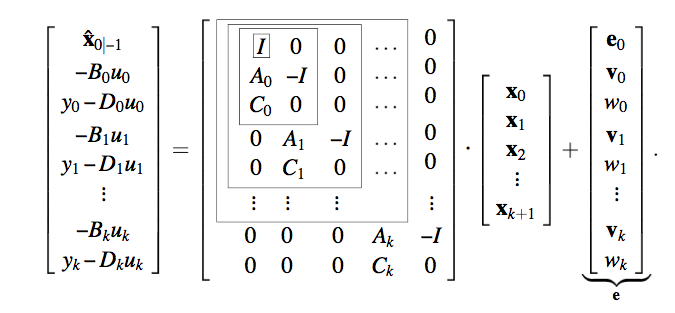 x̂₀|₋₁ I 0 0 … 0 e₀
−B₀u₀ A₀ −I 0 … 0 x₀ v₀
y₀ − D₀u₀ C₀ 0 0 … 0 x₁ w₀
−B₁u₁ = 0 A₁ −I … 0 · x₂ + v₁ .
y₁ − D₁u₁ 0 C₁ 0 … 0 ⋮ w₁
⋮ ⋮ ⋮ ⋮ ⋮ xₖ₊₁ ⋮
−Bₖuₖ 0 0 0 Aₖ −I vₖ
yₖ − Dₖuₖ 0 0 0 Cₖ 0 wₖ
e